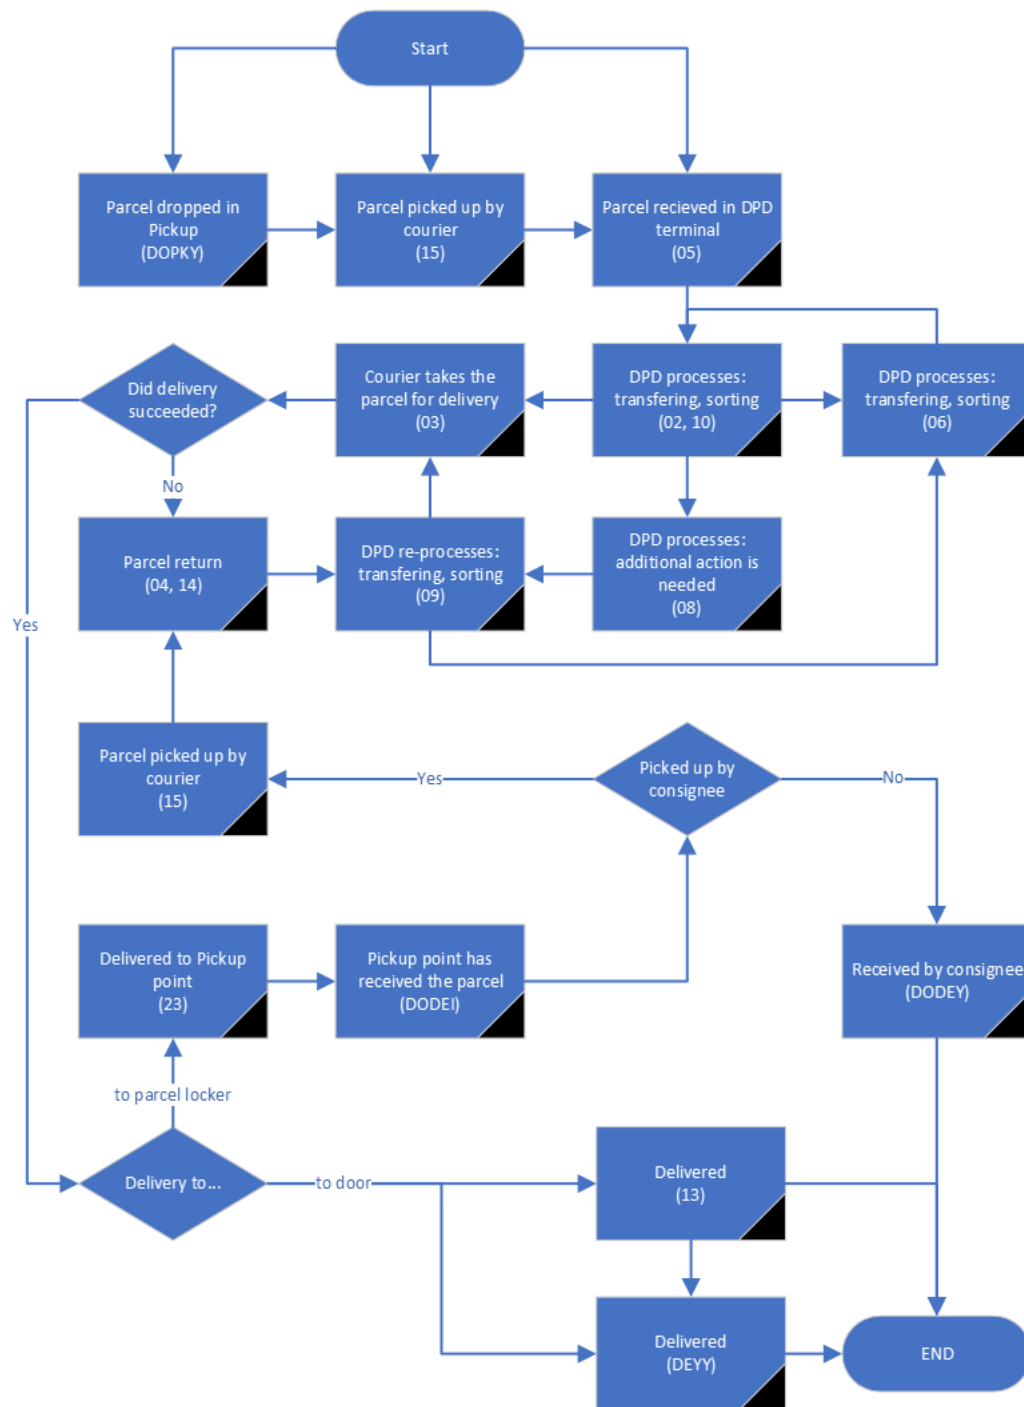 Start
Parcel dropped in
Pickup
(DOPKY)
Parcel picked up by
courier
(15)
Parcel recieved in DPD
terminal
(05)
Did delivery
succeeded?
Courier takes the
parcel for delivery
(03)
DPD processes:
transfering, sorting
(02, 10)
DPD processes:
transfering, sorting
(06)
No
Parcel return
(04, 14)
DPD re-processes:
transfering, sorting
(09)
DPD processes:
additional action is
needed
(08)
Yes
Parcel picked up by
courier
(15)
Yes
Picked up by
consignee
No
Delivered to Pickup
point
(23)
Pickup point has
received the parcel
(DODEI)
Received by consignee
(DODEY)
to parcel locker
Delivery to...
to door
Delivered
(13)
Delivered
(DEYY)
END